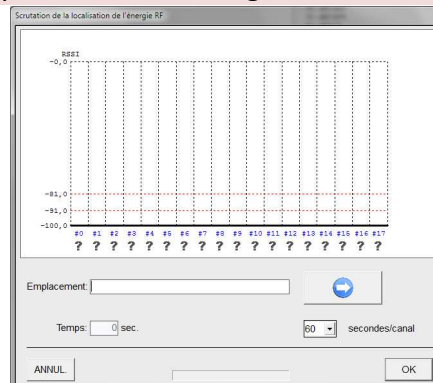 Scrutation de la localisation de l'énergie RF
RSSI
-0,0
-81,0
-91,0
-100,0
#0 #1 #2 #3 #4 #5 #6 #7 #8 #9 #10 #11 #12 #13 #14 #15 #16 #17
? ? ? ? ? ? ? ? ? ? ? ? ? ? ? ? ? ?
Emplacement:
Temps: 0 sec. 60 secondes/canal
ANNUL. OK